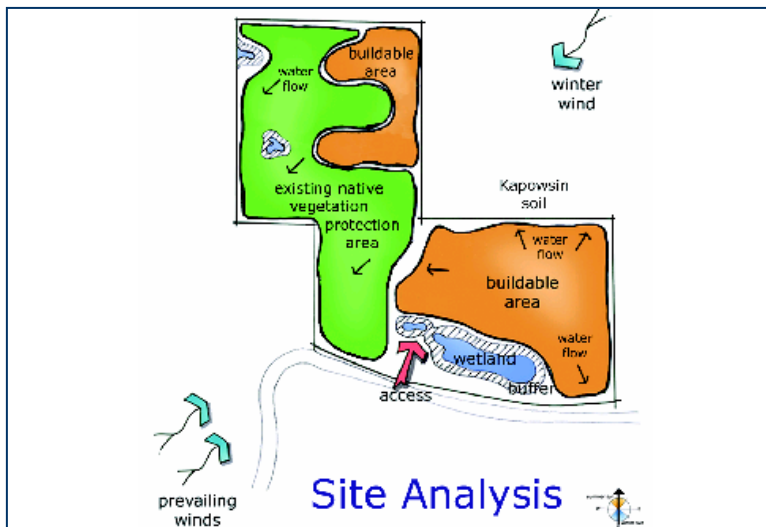 buildable
area
water
flow
winter
wind
existing native
vegetation
protection
area
Kapowsin
soil
water
flow
buildable
area
water
flow
wetland
buffer
access
prevailing
winds
Site Analysis